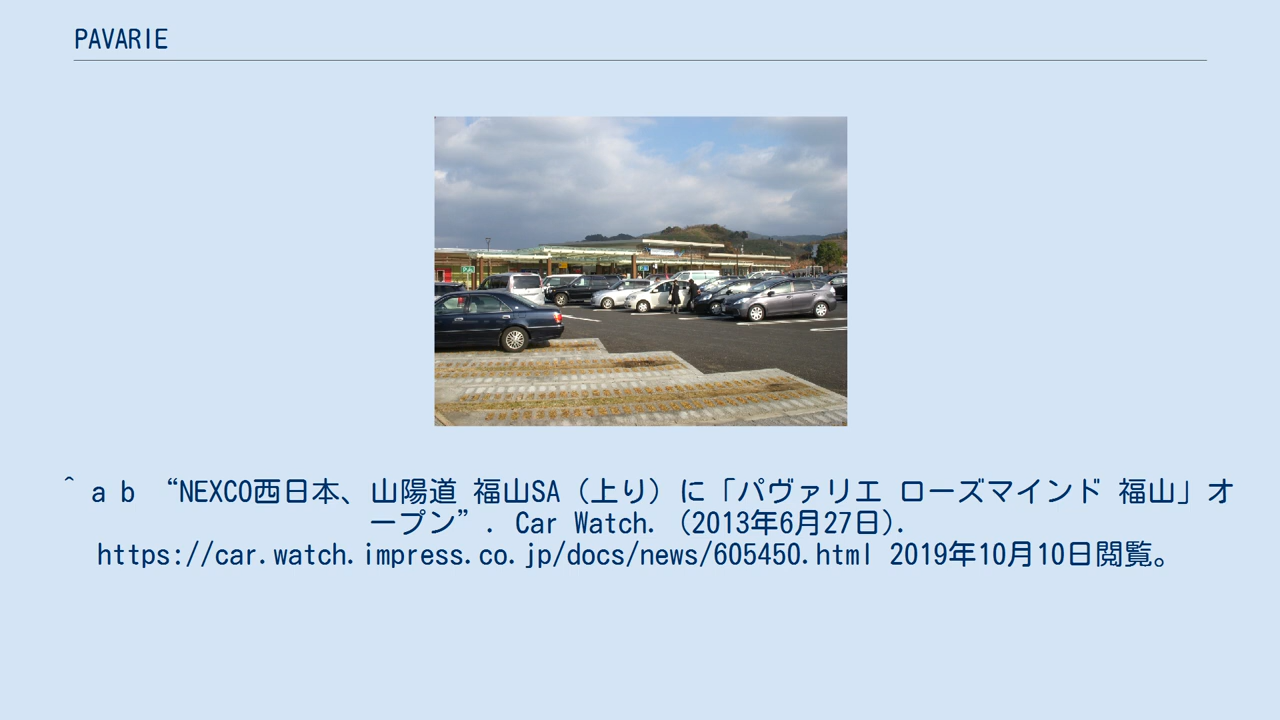 PAVARIE
^ a b “NEXCO西日本、山陽道 福山SA（上り）に「パヴァリエ ローズマインド 福山」オ
ープン”. Car Watch. (2013年6月27日).
https://car.watch.impress.co.jp/docs/news/605450.html 2019年10月10日閲覧。